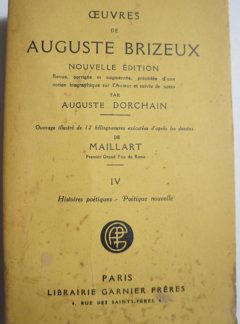 ŒUVRES
DE
AUGUSTE BRIZEUX
NOUVELLE ÉDITION
Revue, corrigée et augmentée, précédée d'une
notice biographique sur l'Auteur et suivie de notes
PAR
AUGUSTE DORCHAIN
Ouvrage illustré de 12 héliogravures exécutées d'après les dessins
DE
MAILLART
Premier Grand Prix de Rome
IV
Histoires poétiques. - Poétique nouvelle
PARIS
LIBRAIRIE GARNIER FRÈRES
6, RUE DES SAINTS-PÈRES, 6